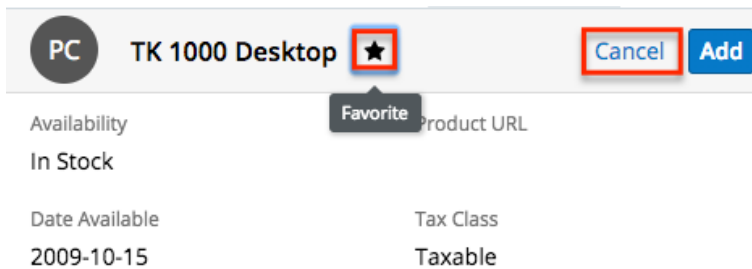 PC TK 1000 Desktop Cancel Add
Favorite
Availability Product URL
In Stock
Date Available Tax Class
2009-10-15 Taxable